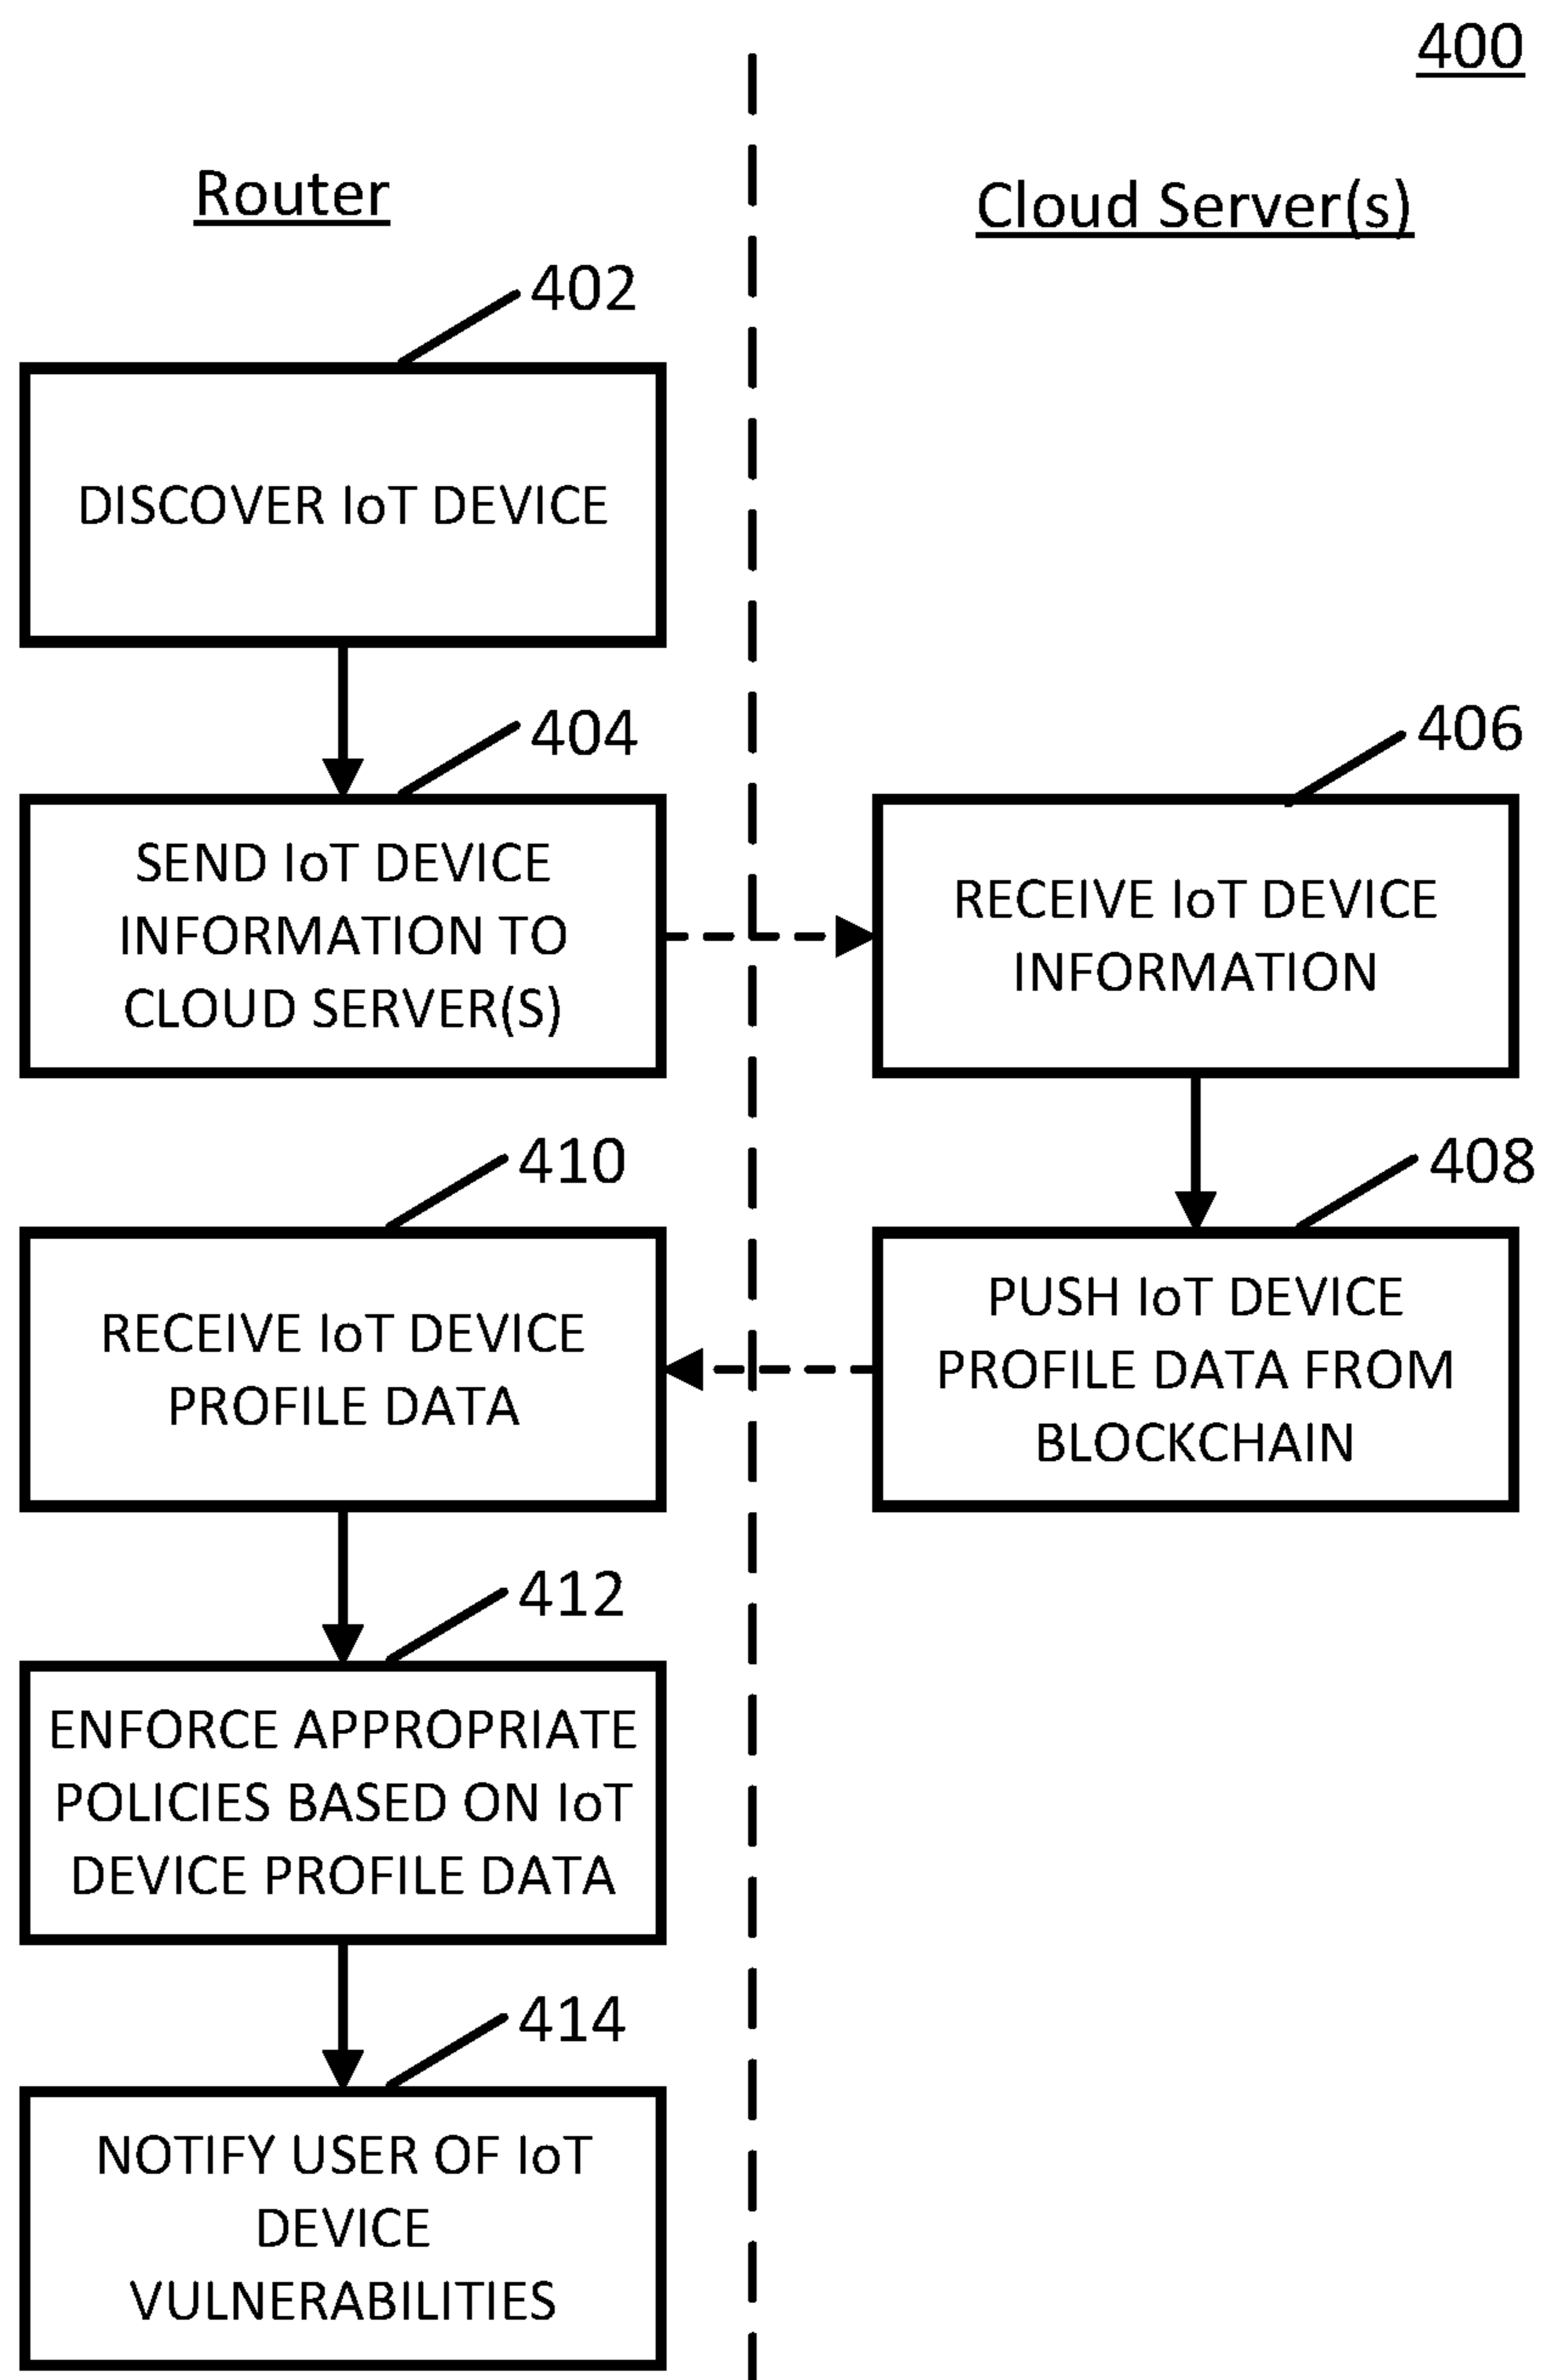 400
Router
Cloud Server(s)
402
DISCOVER IoT DEVICE
404
SEND IoT DEVICE
INFORMATION TO
CLOUD SERVER(S)
406
RECEIVE IoT DEVICE
INFORMATION
408
PUSH IoT DEVICE
PROFILE DATA FROM
BLOCKCHAIN
410
RECEIVE IoT DEVICE
PROFILE DATA
412
ENFORCE APPROPRIATE
POLICIES BASED ON IoT
DEVICE PROFILE DATA
414
NOTIFY USER OF IoT
DEVICE
VULNERABILITIES